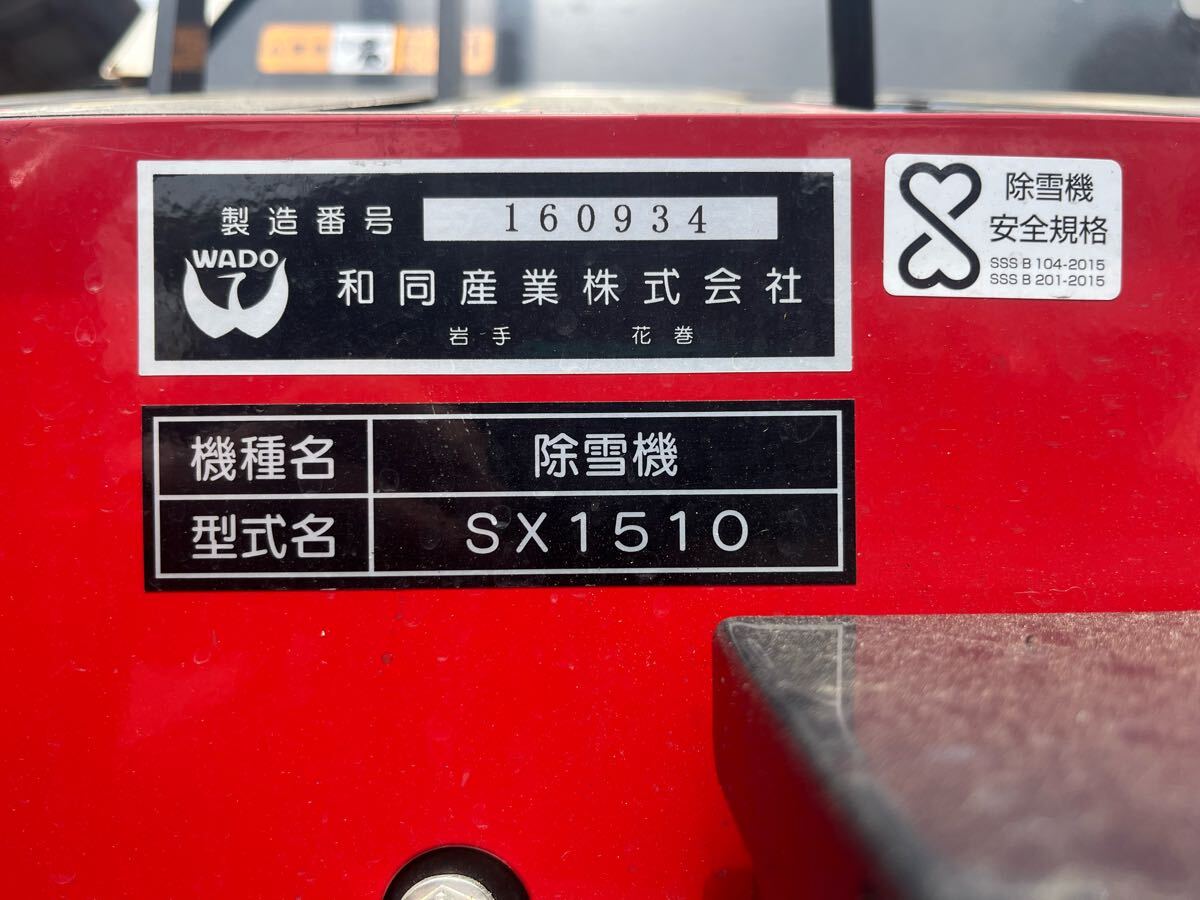 製造番号 160934
WADO
和同産業株式会社
岩手 花巻
除雪機
安全規格
SSS B 104-2015
SSS B 201-2015
機種名 除雪機
型式名 SX1510